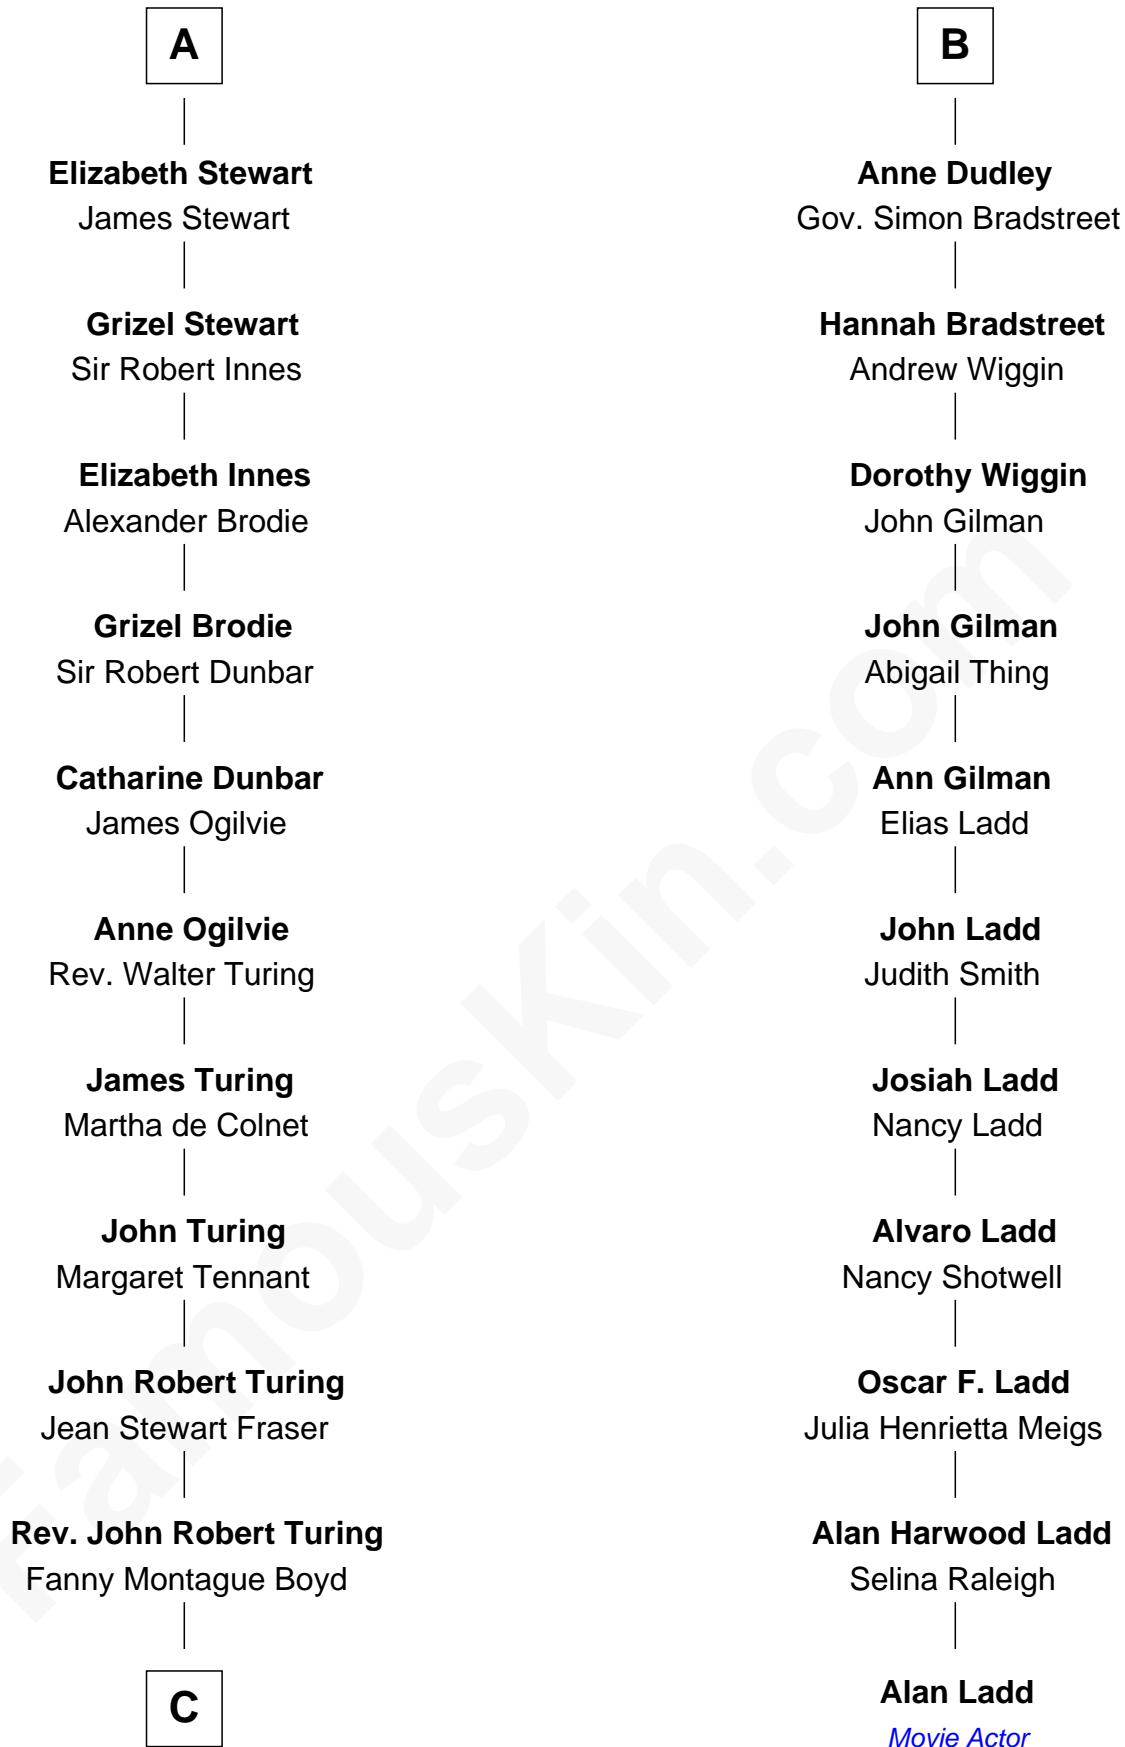 A
Elizabeth Stewart
James Stewart
Grizel Stewart
Sir Robert Innes
Elizabeth Innes
Alexander Brodie
Grizel Brodie
Sir Robert Dunbar
Catharine Dunbar
James Ogilvie
Anne Ogilvie
Rev. Walter Turing
James Turing
Martha de Colnet
John Turing
Margaret Tennant
John Robert Turing
Jean Stewart Fraser
Rev. John Robert Turing
Fanny Montague Boyd
C
B
Anne Dudley
Gov. Simon Bradstreet
Hannah Bradstreet
Andrew Wiggin
Dorothy Wiggin
John Gilman
John Gilman
Abigail Thing
Ann Gilman
Elias Ladd
John Ladd
Judith Smith
Josiah Ladd
Nancy Ladd
Alvaro Ladd
Nancy Shotwell
Oscar F. Ladd
Julia Henrietta Meigs
Alan Harwood Ladd
Selina Raleigh
Alan Ladd
Movie Actor
FamousKin.com